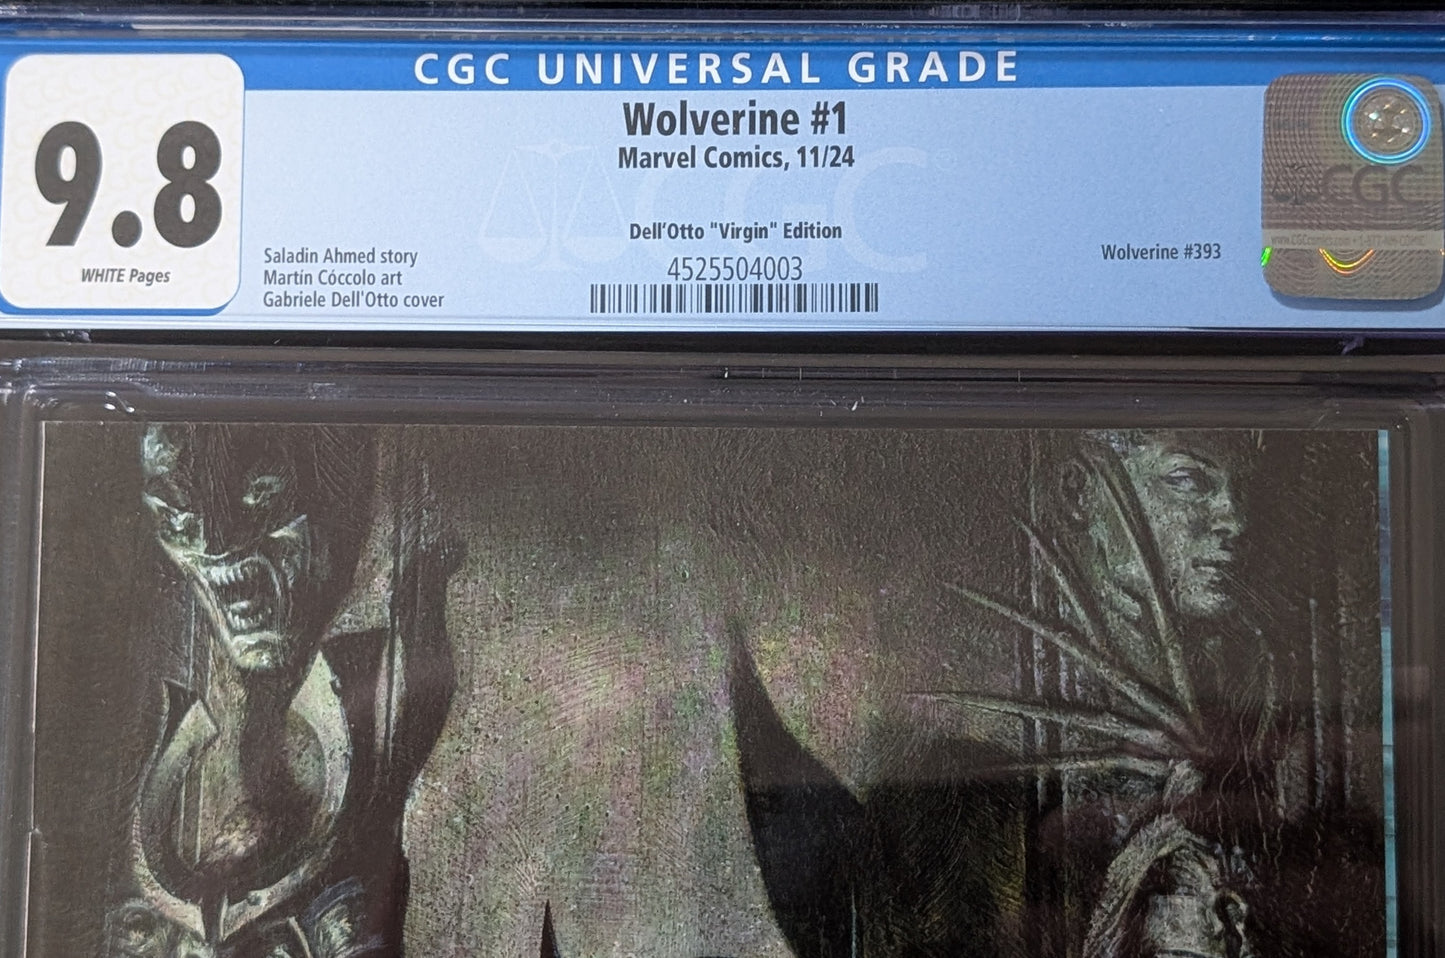 CGC UNIVERSAL GRADE
9.8
WHITE Pages
Wolverine #1
Marvel Comics, 11/24
Dell'Otto "Virgin" Edition
4525504003
Saladin Ahmed story
Martín Cóccolo art
Gabriele Dell'Otto cover
Wolverine #393
CGC
CGC